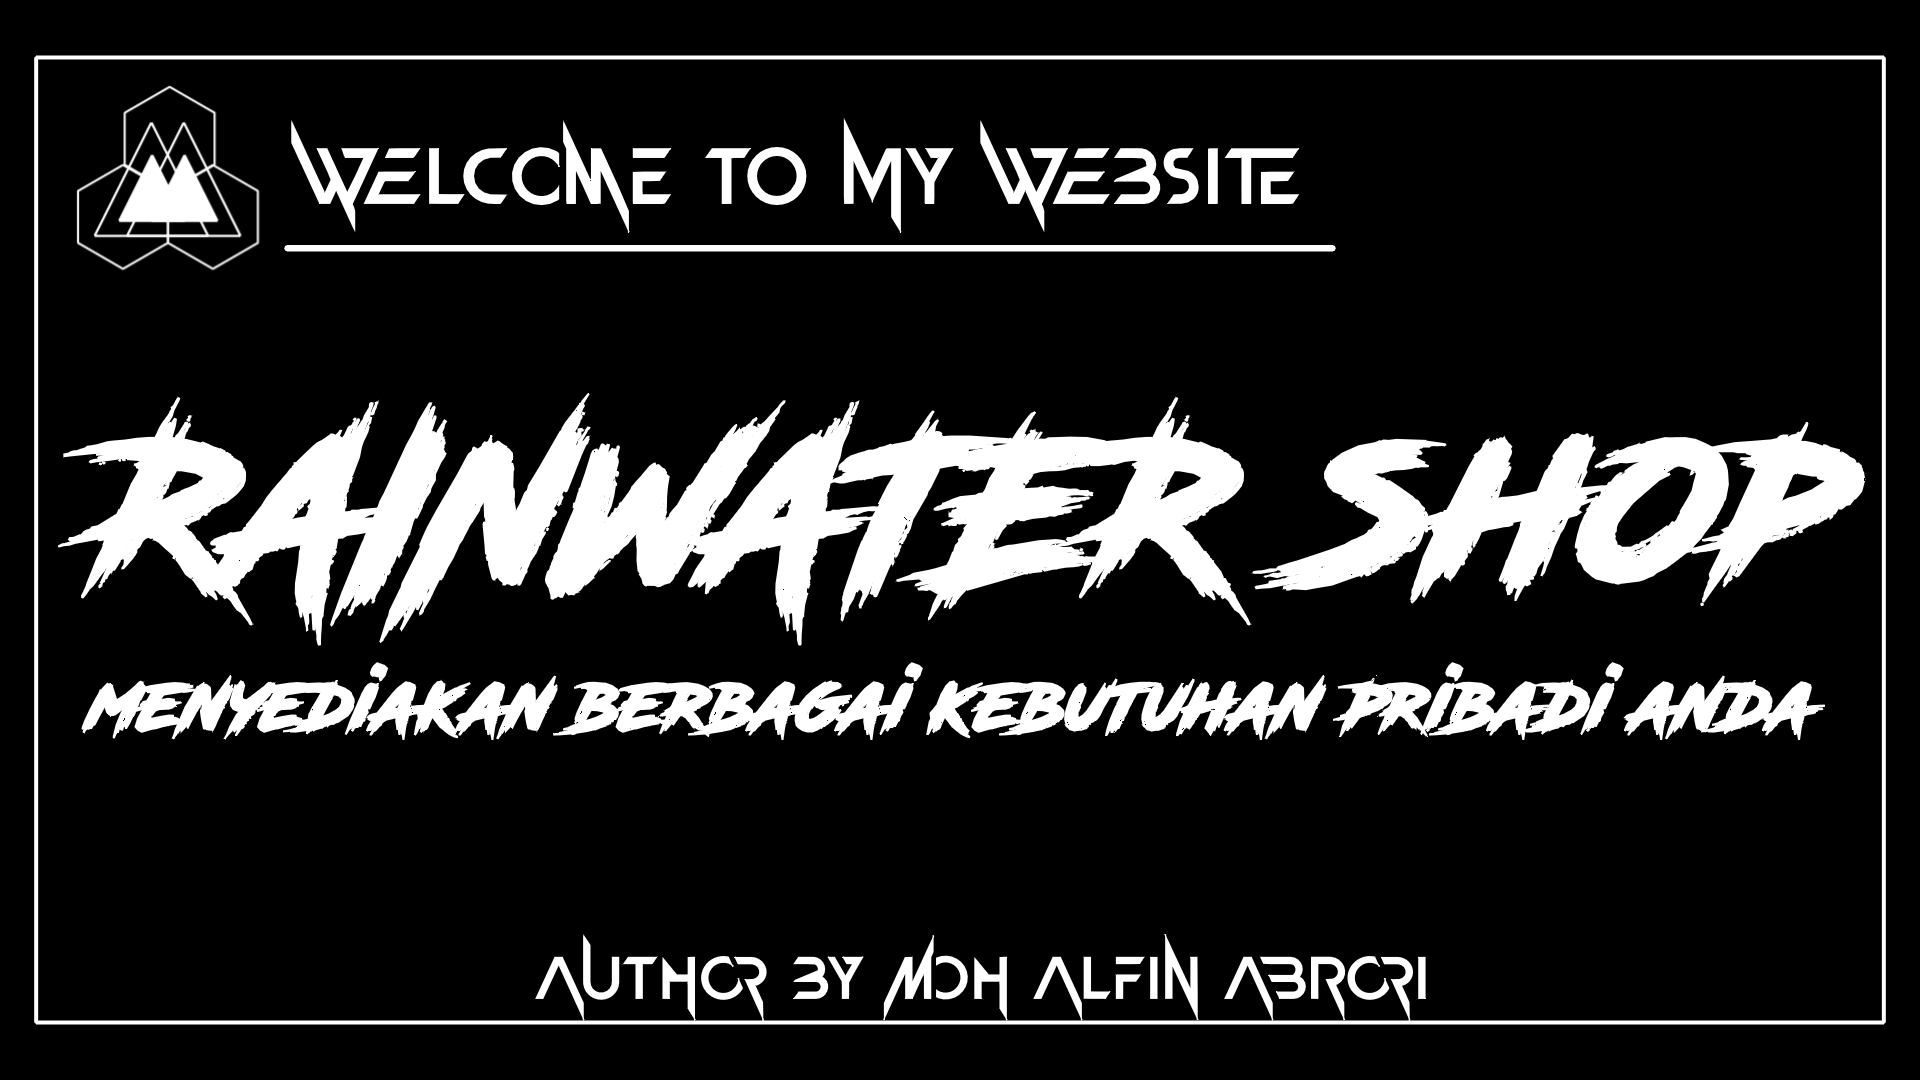 WELCOME TO MY WEBSITE
RAINWATER SHOP
MENYEDIAKAN BERBAGAI KEBUTUHAN PRIBADI ANDA
AUTHOR BY MOH ALFIN ABRORI